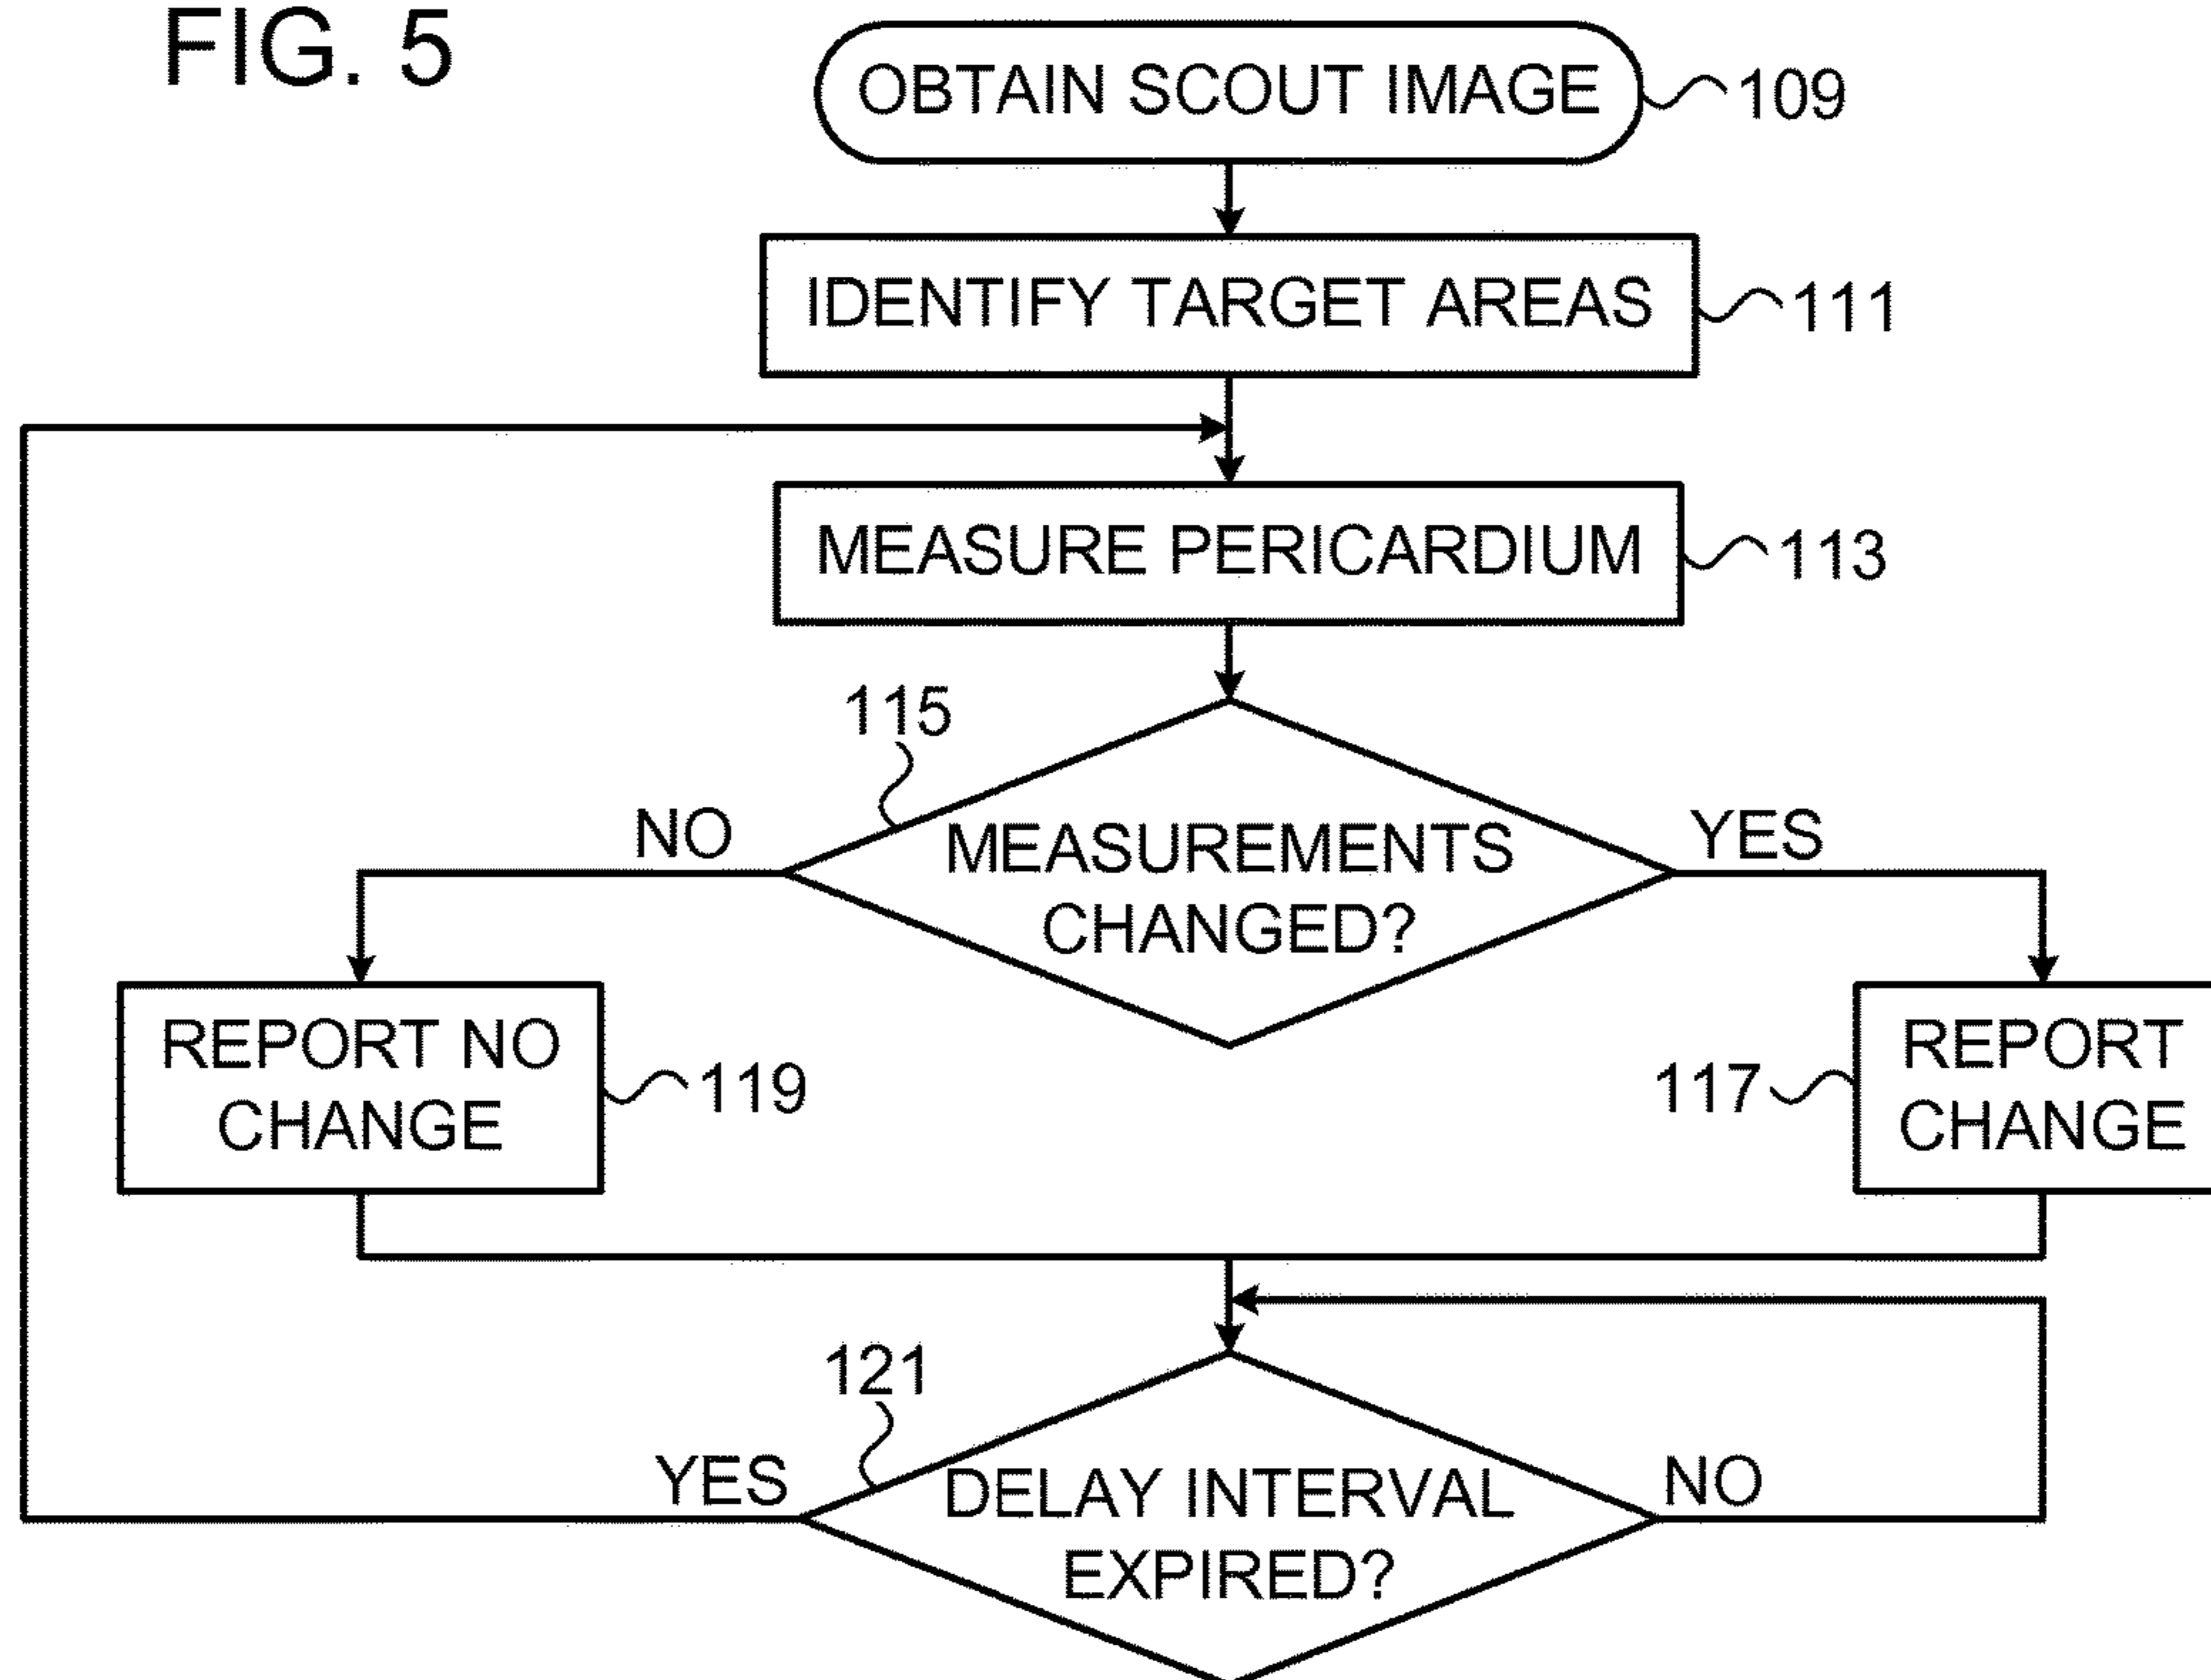 FIG. 5
OBTAIN SCOUT IMAGE
109
IDENTIFY TARGET AREAS
111
MEASURE PERICARDIUM
113
115
NO
MEASUREMENTS
CHANGED?
YES
REPORT NO
CHANGE
119
117
REPORT
CHANGE
121
YES
DELAY INTERVAL
EXPIRED?
NO